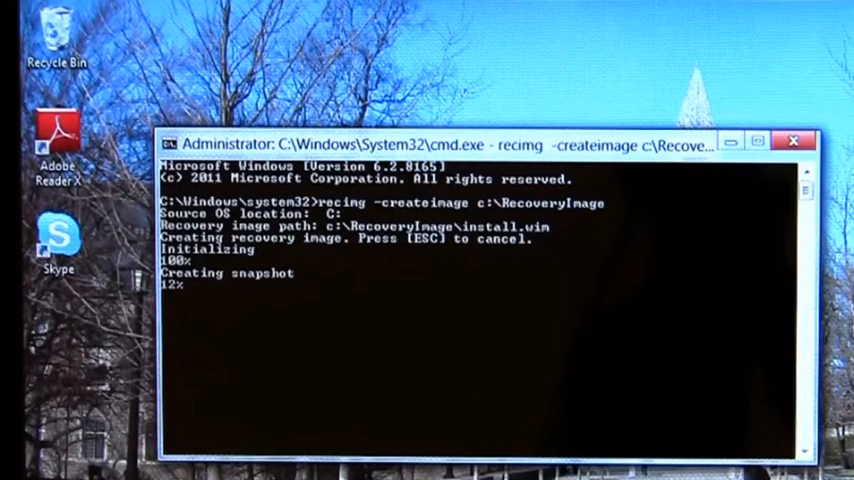 Recycle Bin
Adobe
Reader X
Skype
Administrator: C:\Windows\System32\cmd.exe - recimg -createimage c:\Recove...
Microsoft Windows [Version 6.2.8165]
(c) 2011 Microsoft Corporation. All rights reserved.
C:\Windows\system32>recimg -createimage c:\RecoveryImage
Source OS location: C:
Recovery image path: c:\RecoveryImage\install.wim
Creating recovery image. Press [ESC] to cancel.
Initializing
100%
Creating snapshot
12%